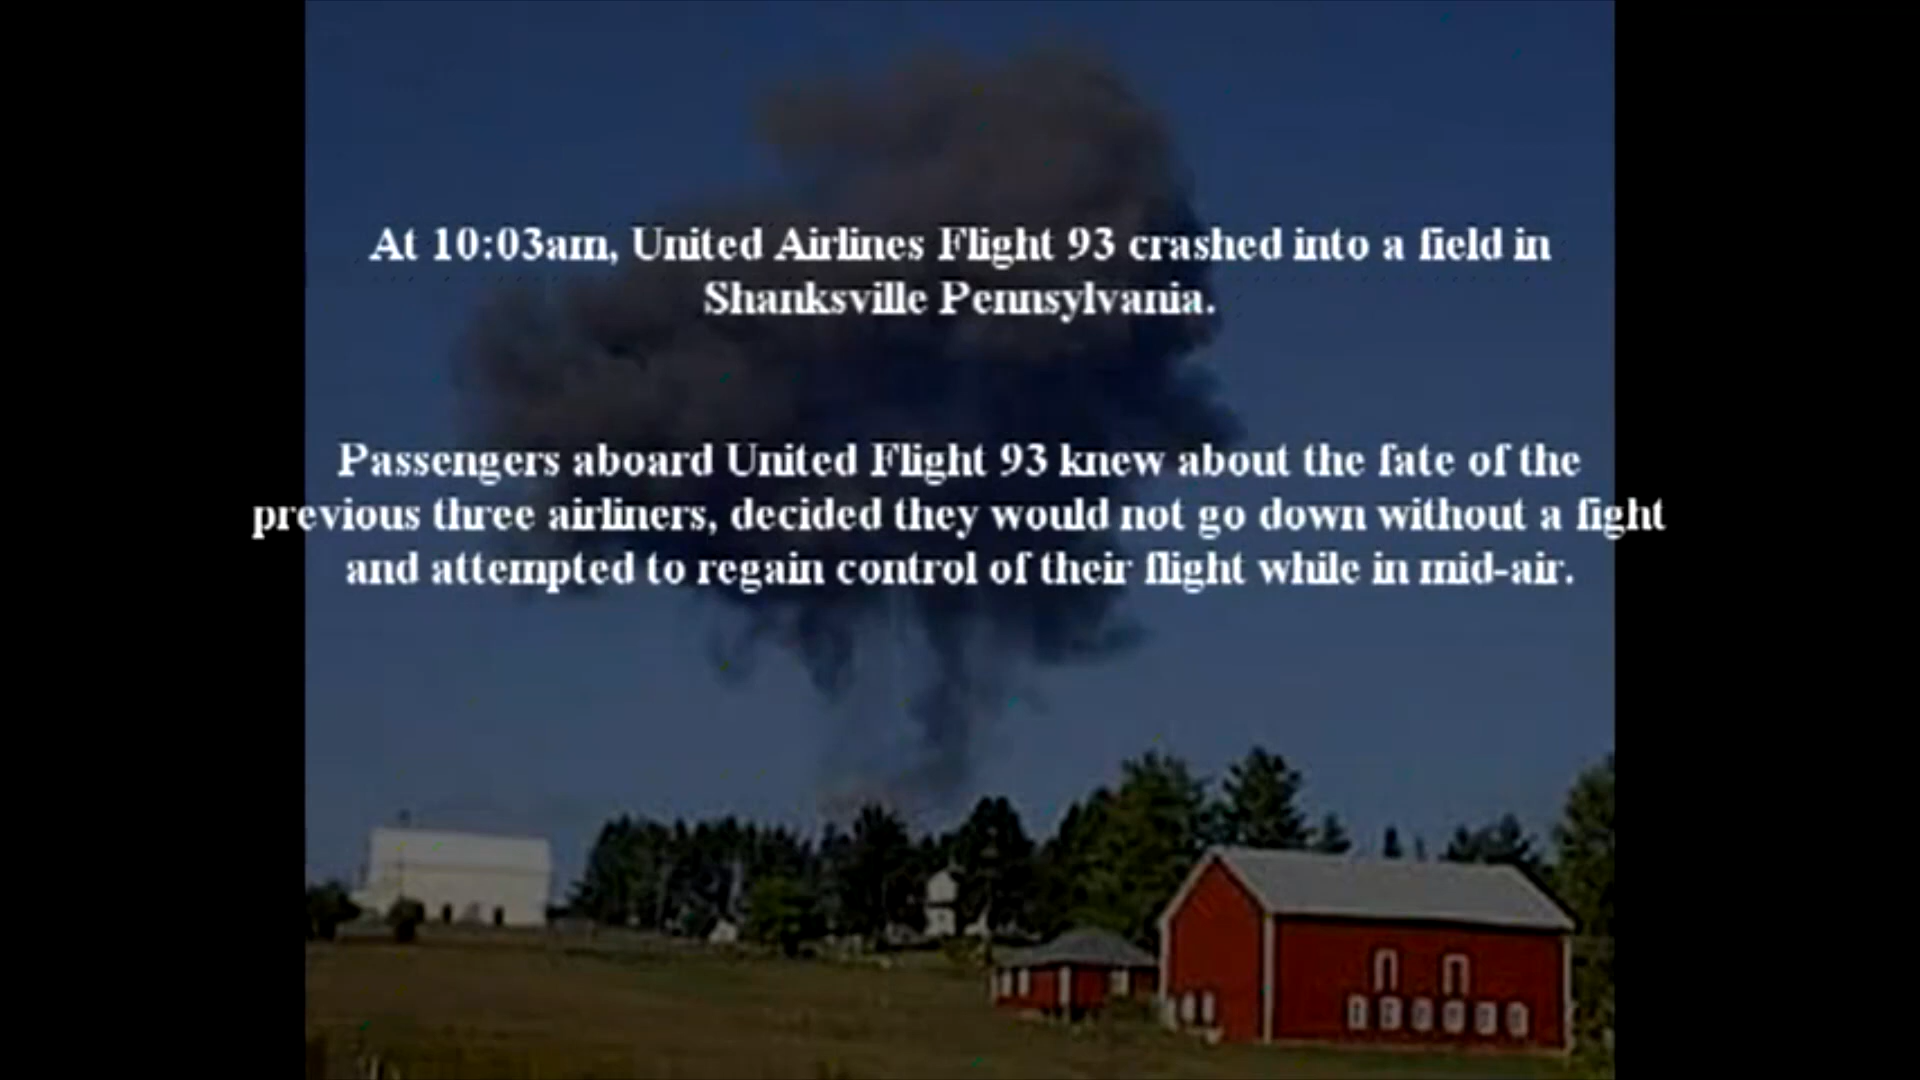 At 10:03am, United Airlines Flight 93 crashed into a field in
Shanksville Pennsylvania.
Passengers aboard United Flight 93 knew about the fate of the
previous three airliners, decided they would not go down without a fight
and attempted to regain control of their flight while in mid-air.